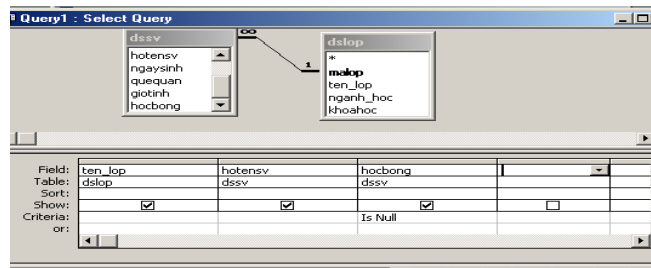 Query1 : Select Query
dssv
hotensv
ngaysinh
quequan
giotinh
hocbong
∞
1
dslop
*
malop
ten_lop
nganh_hoc
khoahoc
Field: ten_lop hotensv hocbong
Table: dslop dssv dssv
Sort:
Show:
Criteria: Is Null
or: